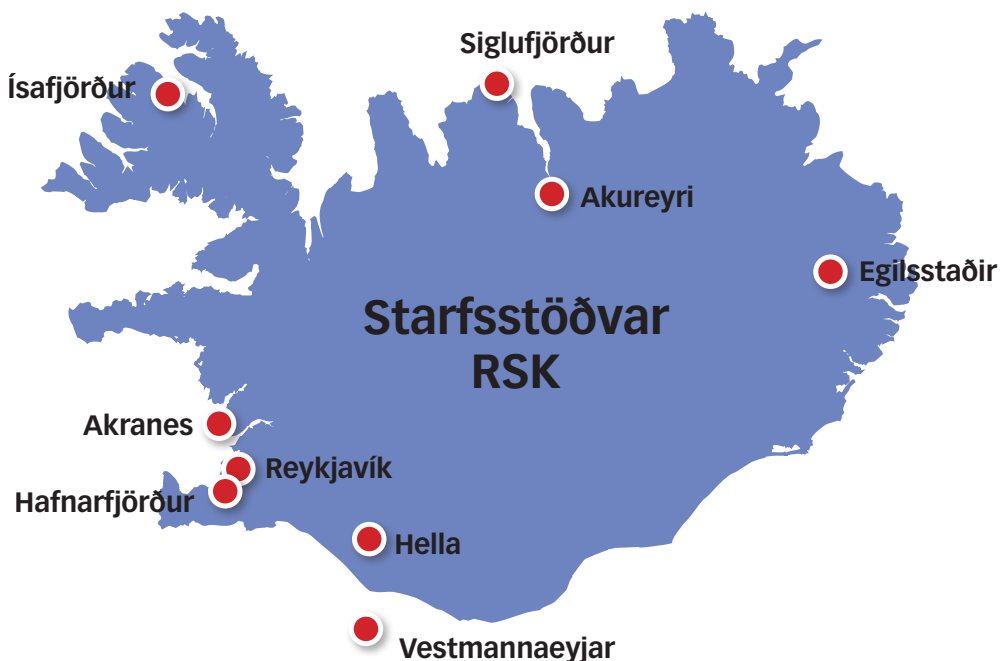 Siglufjörður
Ísafjörður
Akureyri
Egilsstaðir
Starfsstöðvar
RSK
Akranes
Reykjavík
Hafnarfjörður
Hella
Vestmannaeyjar